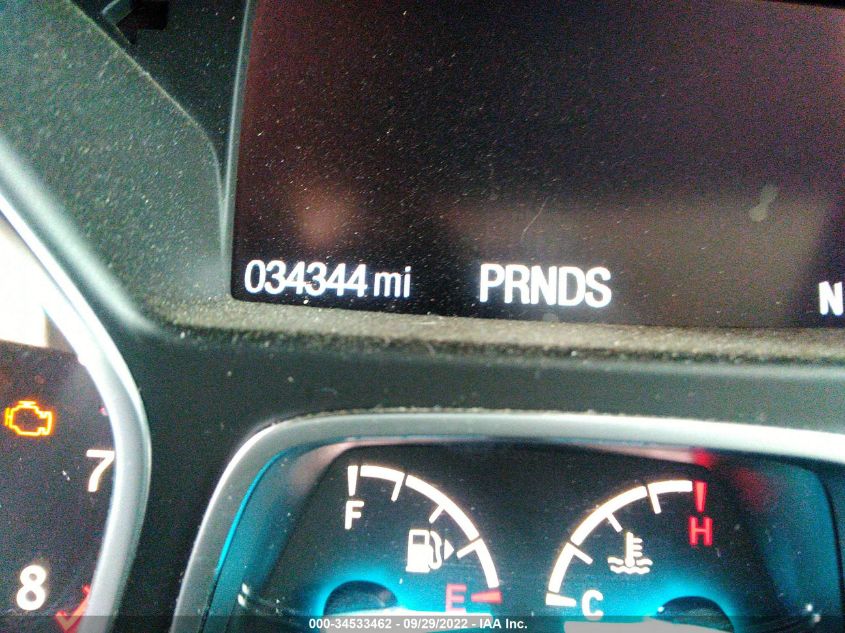 034344 mi PRNDS N
7
F H
8 E C
000-34533462 - 09/29/2022 - IAA Inc.